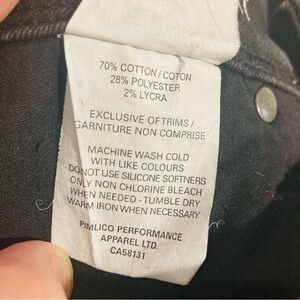 70% COTTON / COTON
28% POLYESTER
2% LYCRA
EXCLUSIVE OF TRIMS /
GARNITURE NON COMPRISE
MACHINE WASH COLD
WITH LIKE COLOURS
DO NOT USE SILICONE SOFTNERS
ONLY NON CHLORINE BLEACH
WHEN NEEDED - TUMBLE DRY
WARM IRON WHEN NECESSARY
PIMLICO PERFORMANCE
APPAREL LTD.
CA58131